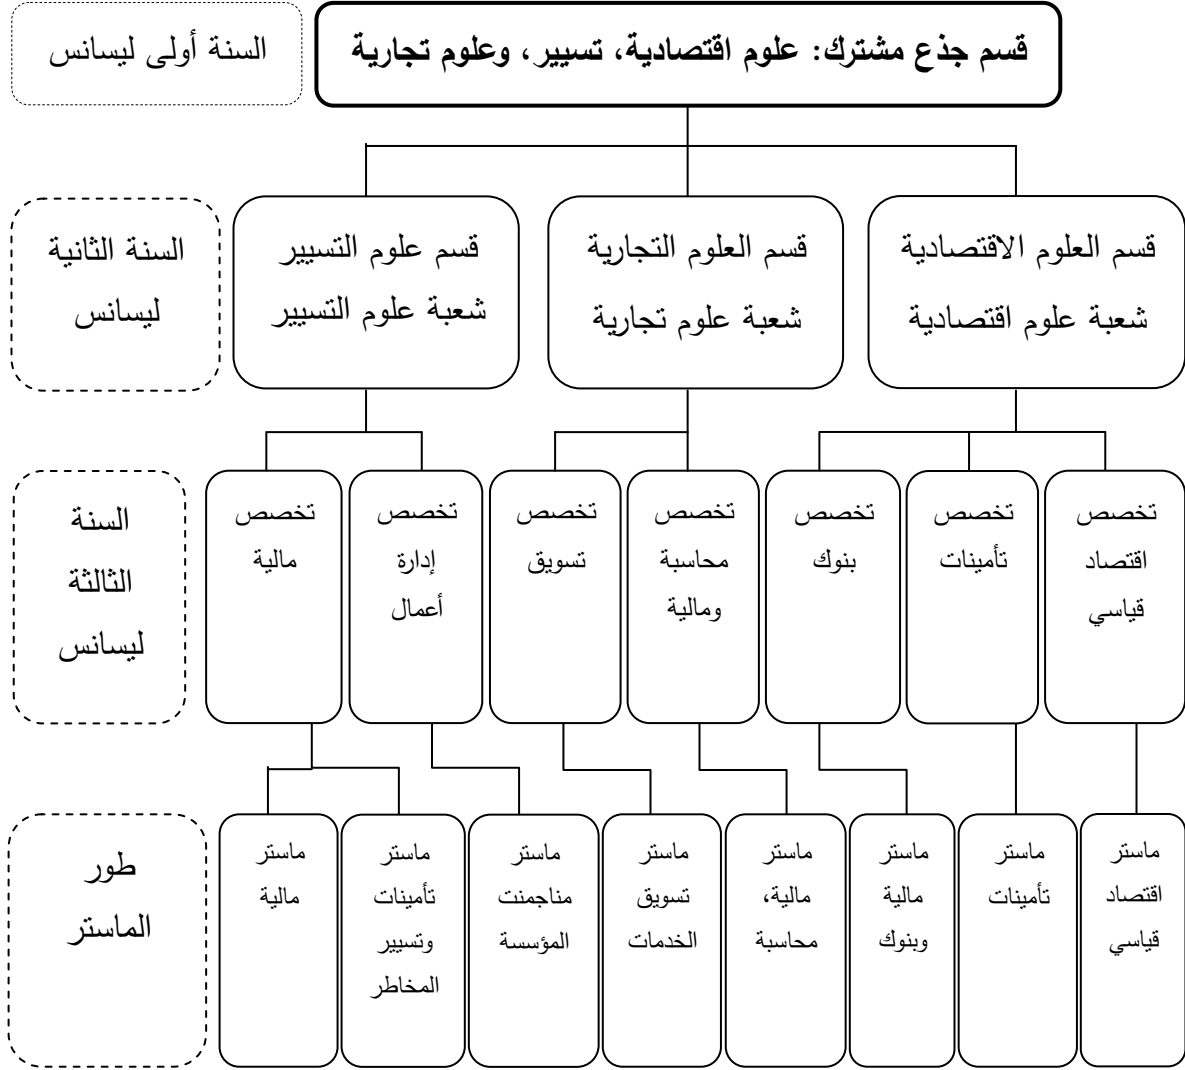 قسم جذع مشترك: علوم اقتصادية، تسيير، وعلوم تجارية
السنة أولى ليسانس
قسم العلوم الاقتصادية
شعبة علوم اقتصادية
قسم العلوم التجارية
شعبة علوم تجارية
قسم علوم التسيير
شعبة علوم التسيير
السنة الثانية
ليسانس
تخصص
اقتصاد
قياسي
تخصص
تأمينات
تخصص
بنوك
تخصص
محاسبة
ومالية
تخصص
تسويق
تخصص
إدارة
أعمال
تخصص
مالية
السنة
الثالثة
ليسانس
ماستر
اقتصاد
قياسي
ماستر
تأمينات
ماستر
مالية
وبنوك
ماستر
مالية،
محاسبة
ماستر
تسويق
الخدمات
ماستر
مناجمنت
المؤسسة
ماستر
تأمينات
وتسيير
المخاطر
ماستر
مالية
طور
الماستر